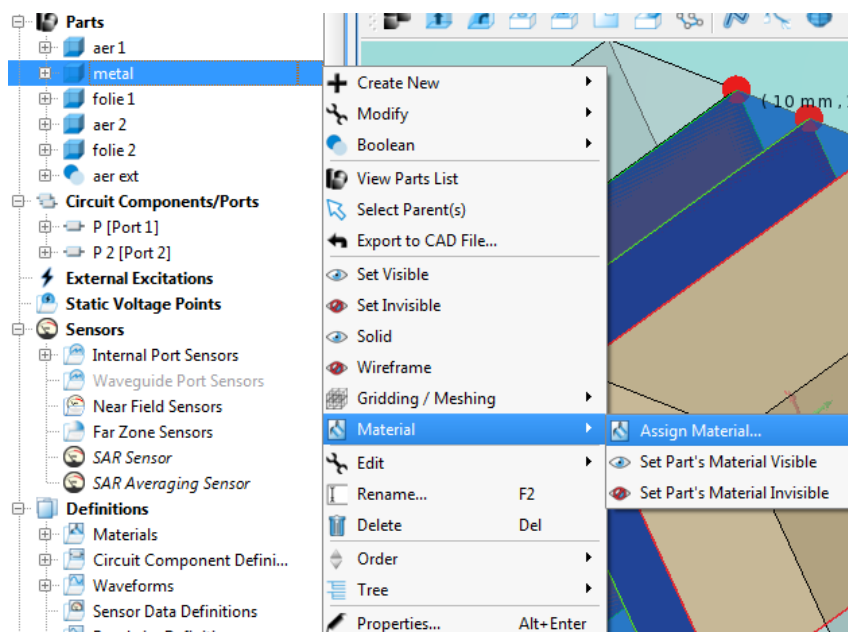 Parts
aer 1
metal
folie 1
aer 2
folie 2
aer ext
Circuit Components/Ports
P [Port 1]
P 2 [Port 2]
External Excitations
Static Voltage Points
Sensors
Internal Port Sensors
Waveguide Port Sensors
Near Field Sensors
Far Zone Sensors
SAR Sensor
SAR Averaging Sensor
Definitions
Materials
Circuit Component Defini...
Waveforms
Sensor Data Definitions
Create New
Modify
Boolean
View Parts List
Select Parent(s)
Export to CAD File...
Set Visible
Set Invisible
Solid
Wireframe
Gridding / Meshing
Material
Edit
Rename... F2
Delete Del
Order
Tree
Properties... Alt+Enter
Assign Material...
Set Part's Material Visible
Set Part's Material Invisible
( 10 mm ,